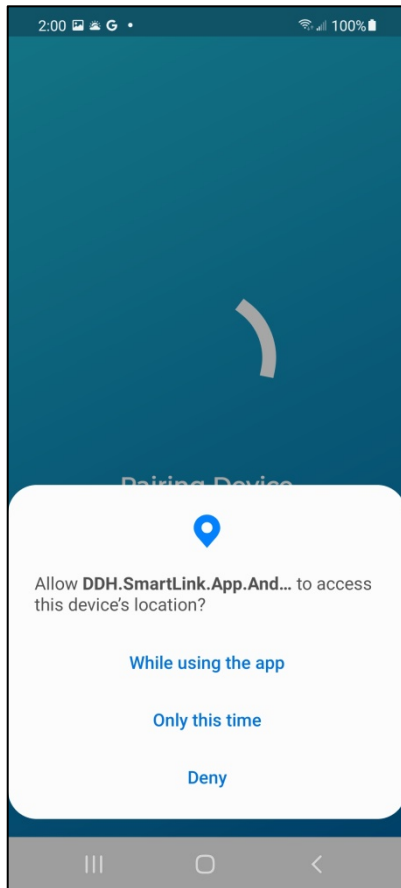 2:00 G
100%
Pairing Device
Allow DDH.SmartLink.App.And... to access
this device's location?
While using the app
Only this time
Deny